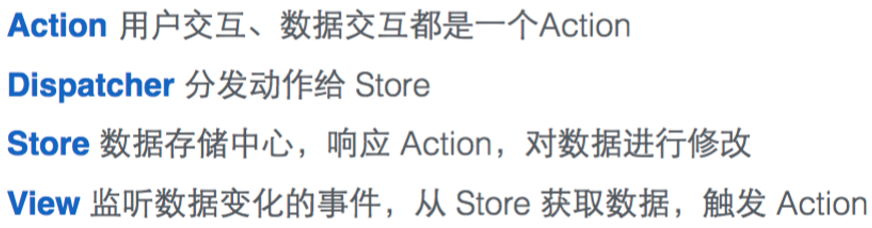 Action 用户交互、数据交互都是一个Action
Dispatcher 分发动作给 Store
Store 数据存储中心，响应 Action，对数据进行修改
View 监听数据变化的事件，从 Store 获取数据，触发 Action